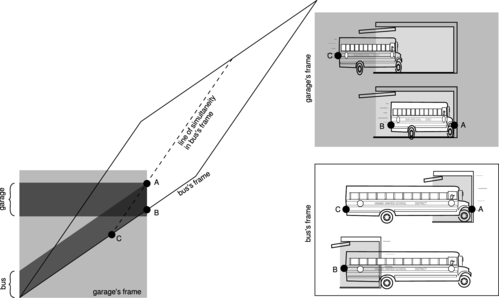 line of simultaneity
in bus's frame
bus's frame
garage
bus
A
B
C
garage's frame
garage's frame
C
B
A
bus's frame
C
A
B